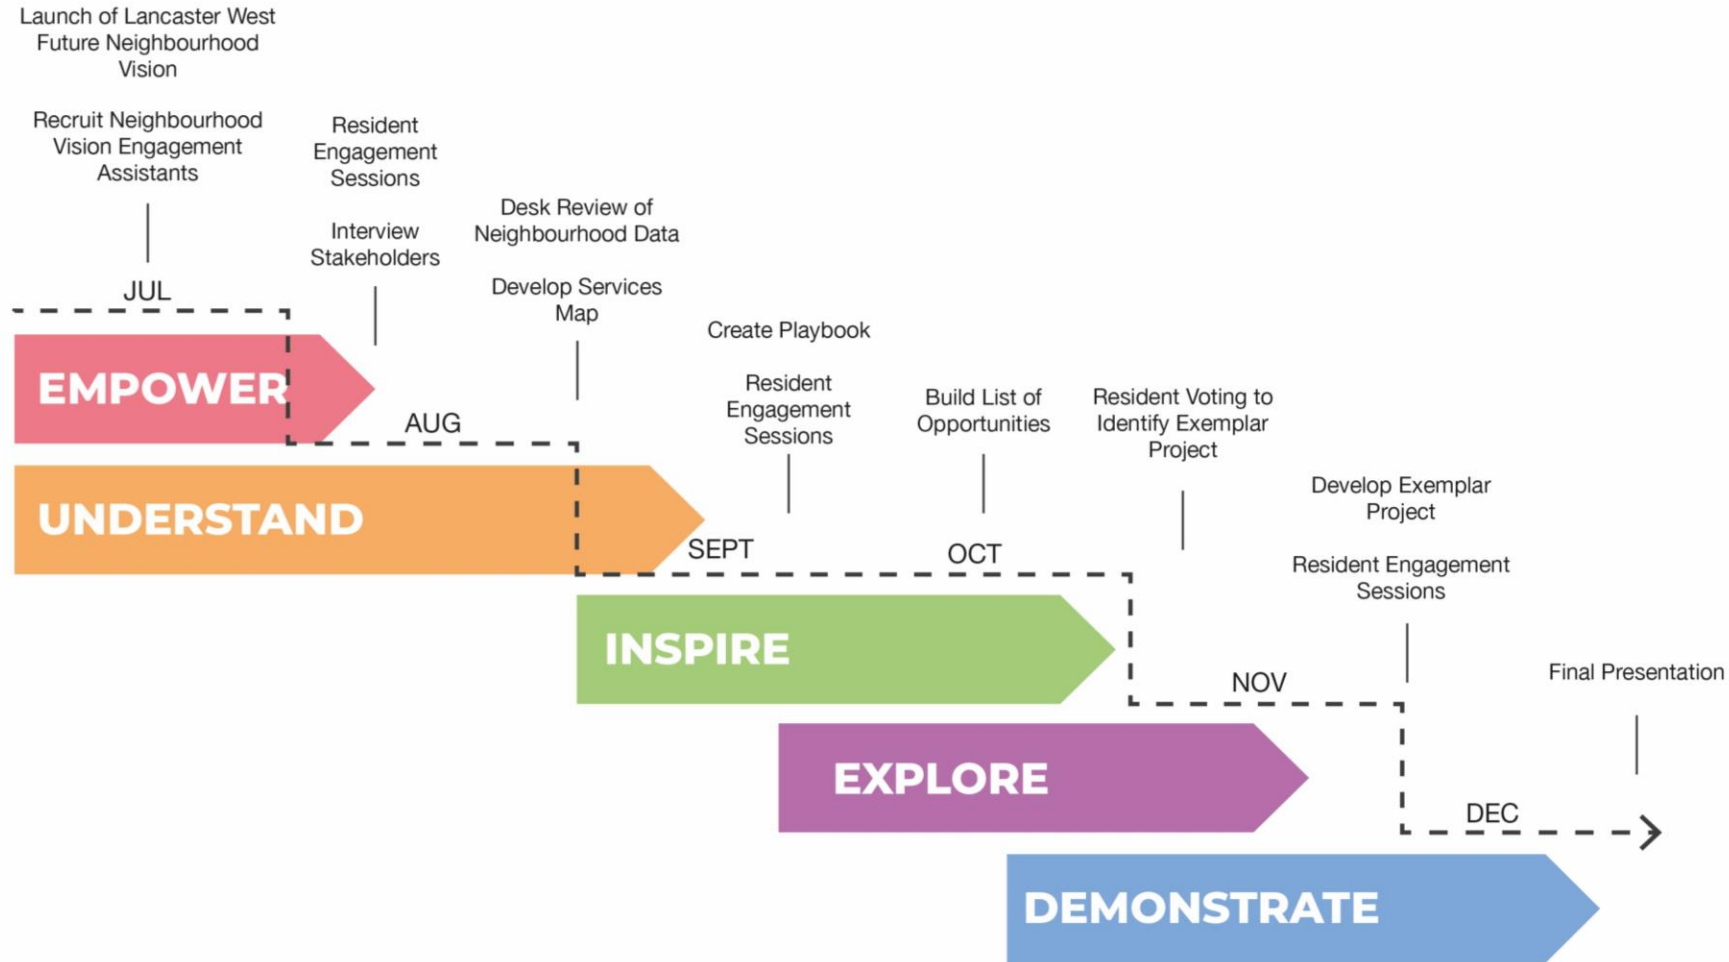 Launch of Lancaster West
Future Neighbourhood
Vision
Recruit Neighbourhood
Vision Engagement
Assistants
JUL
Resident
Engagement
Sessions
Interview
Stakeholders
EMPOWER
AUG
Desk Review of
Neighbourhood Data
Develop Services
Map
UNDERSTAND
SEPT
Create Playbook
Resident
Engagement
Sessions
OCT
Build List of
Opportunities
INSPIRE
Resident Voting to
Identify Exemplar
Project
NOV
EXPLORE
Develop Exemplar
Project
Resident Engagement
Sessions
DEC
Final Presentation
DEMONSTRATE